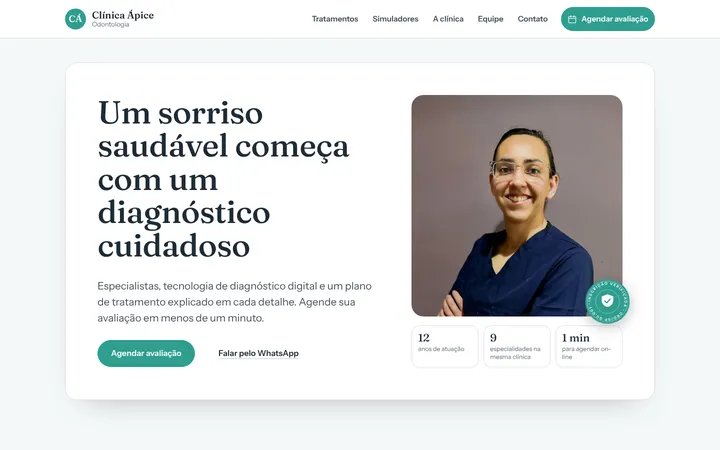 CÁ
Clínica Ápice
Odontologia
Tratamentos
Simuladores
A clínica
Equipe
Contato
Agendar avaliação
Um sorriso
saudável começa
com um
diagnóstico
cuidadoso
Especialistas, tecnologia de diagnóstico digital e um plano
de tratamento explicado em cada detalhe. Agende sua
avaliação em menos de um minuto.
Agendar avaliação
Falar pelo WhatsApp
12
anos de atuação
9
especialidades na
mesma clínica
1 min
para agendar on-
line